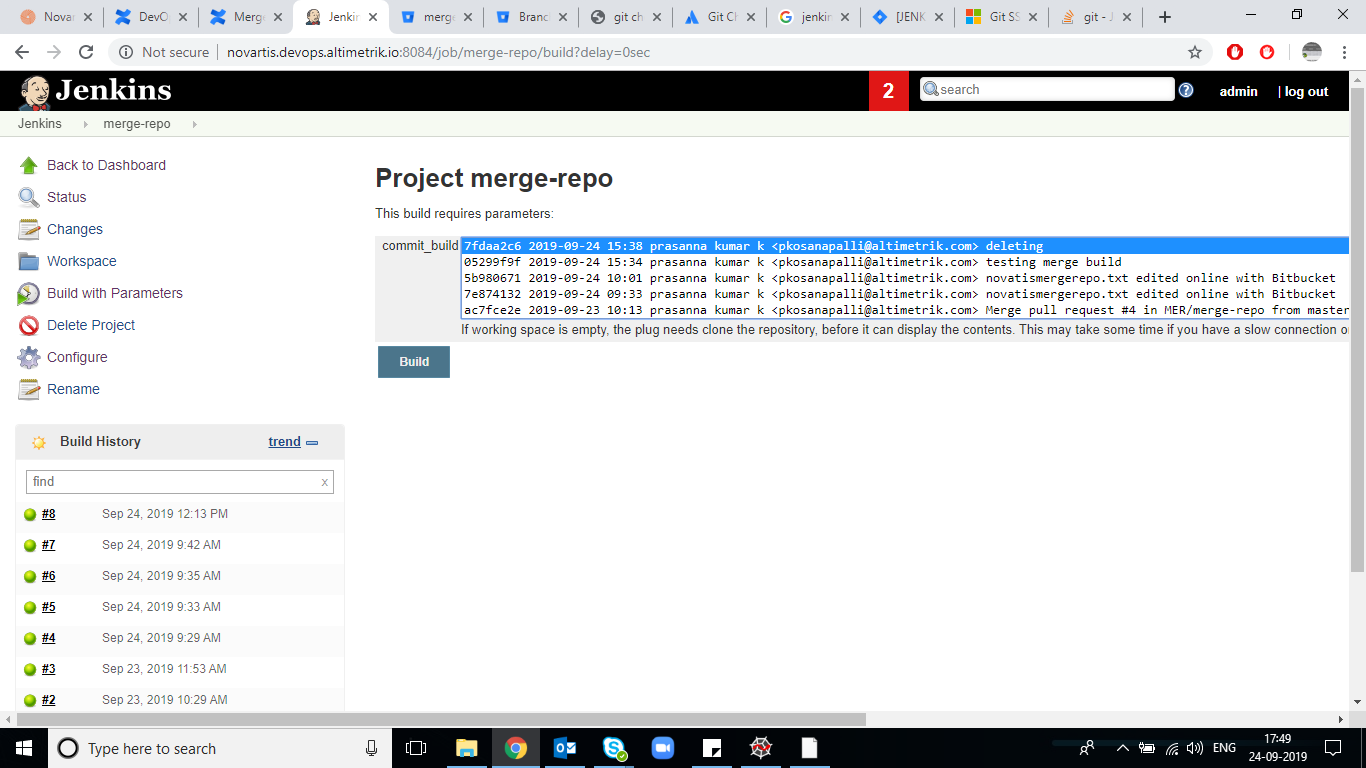 Novar
DevO
Merge
Jenkin
merge
Branc
git ch
Git Ch
jenkin
[JENK
Git SS
git - J
Not secure novartis.devops.altimetrik.io:8084/job/merge-repo/build?delay=0sec
Jenkins 2 search admin | log out
Jenkins merge-repo
Back to Dashboard
Status
Changes
Workspace
Build with Parameters
Delete Project
Configure
Rename
Project merge-repo
This build requires parameters:
commit_build
7fdaa2c6 2019-09-24 15:38 prasanna kumar k <pkosanapalli@altimetrik.com> deleting
05299f9f 2019-09-24 15:34 prasanna kumar k <pkosanapalli@altimetrik.com> testing merge build
5b980671 2019-09-24 10:01 prasanna kumar k <pkosanapalli@altimetrik.com> novatismergerepo.txt edited online with Bitbucket
7e874132 2019-09-24 09:33 prasanna kumar k <pkosanapalli@altimetrik.com> novatismergerepo.txt edited online with Bitbucket
ac7fce2e 2019-09-23 10:13 prasanna kumar k <pkosanapalli@altimetrik.com> Merge pull request #4 in MER/merge-repo from master
If working space is empty, the plug needs clone the repository, before it can display the contents. This may take some time if you have a slow connection o
Build
Build History trend
find x
#8 Sep 24, 2019 12:13 PM
#7 Sep 24, 2019 9:42 AM
#6 Sep 24, 2019 9:35 AM
#5 Sep 24, 2019 9:33 AM
#4 Sep 24, 2019 9:29 AM
#3 Sep 23, 2019 11:53 AM
#2 Sep 23, 2019 10:29 AM
Type here to search
ENG
17:49
24-09-2019